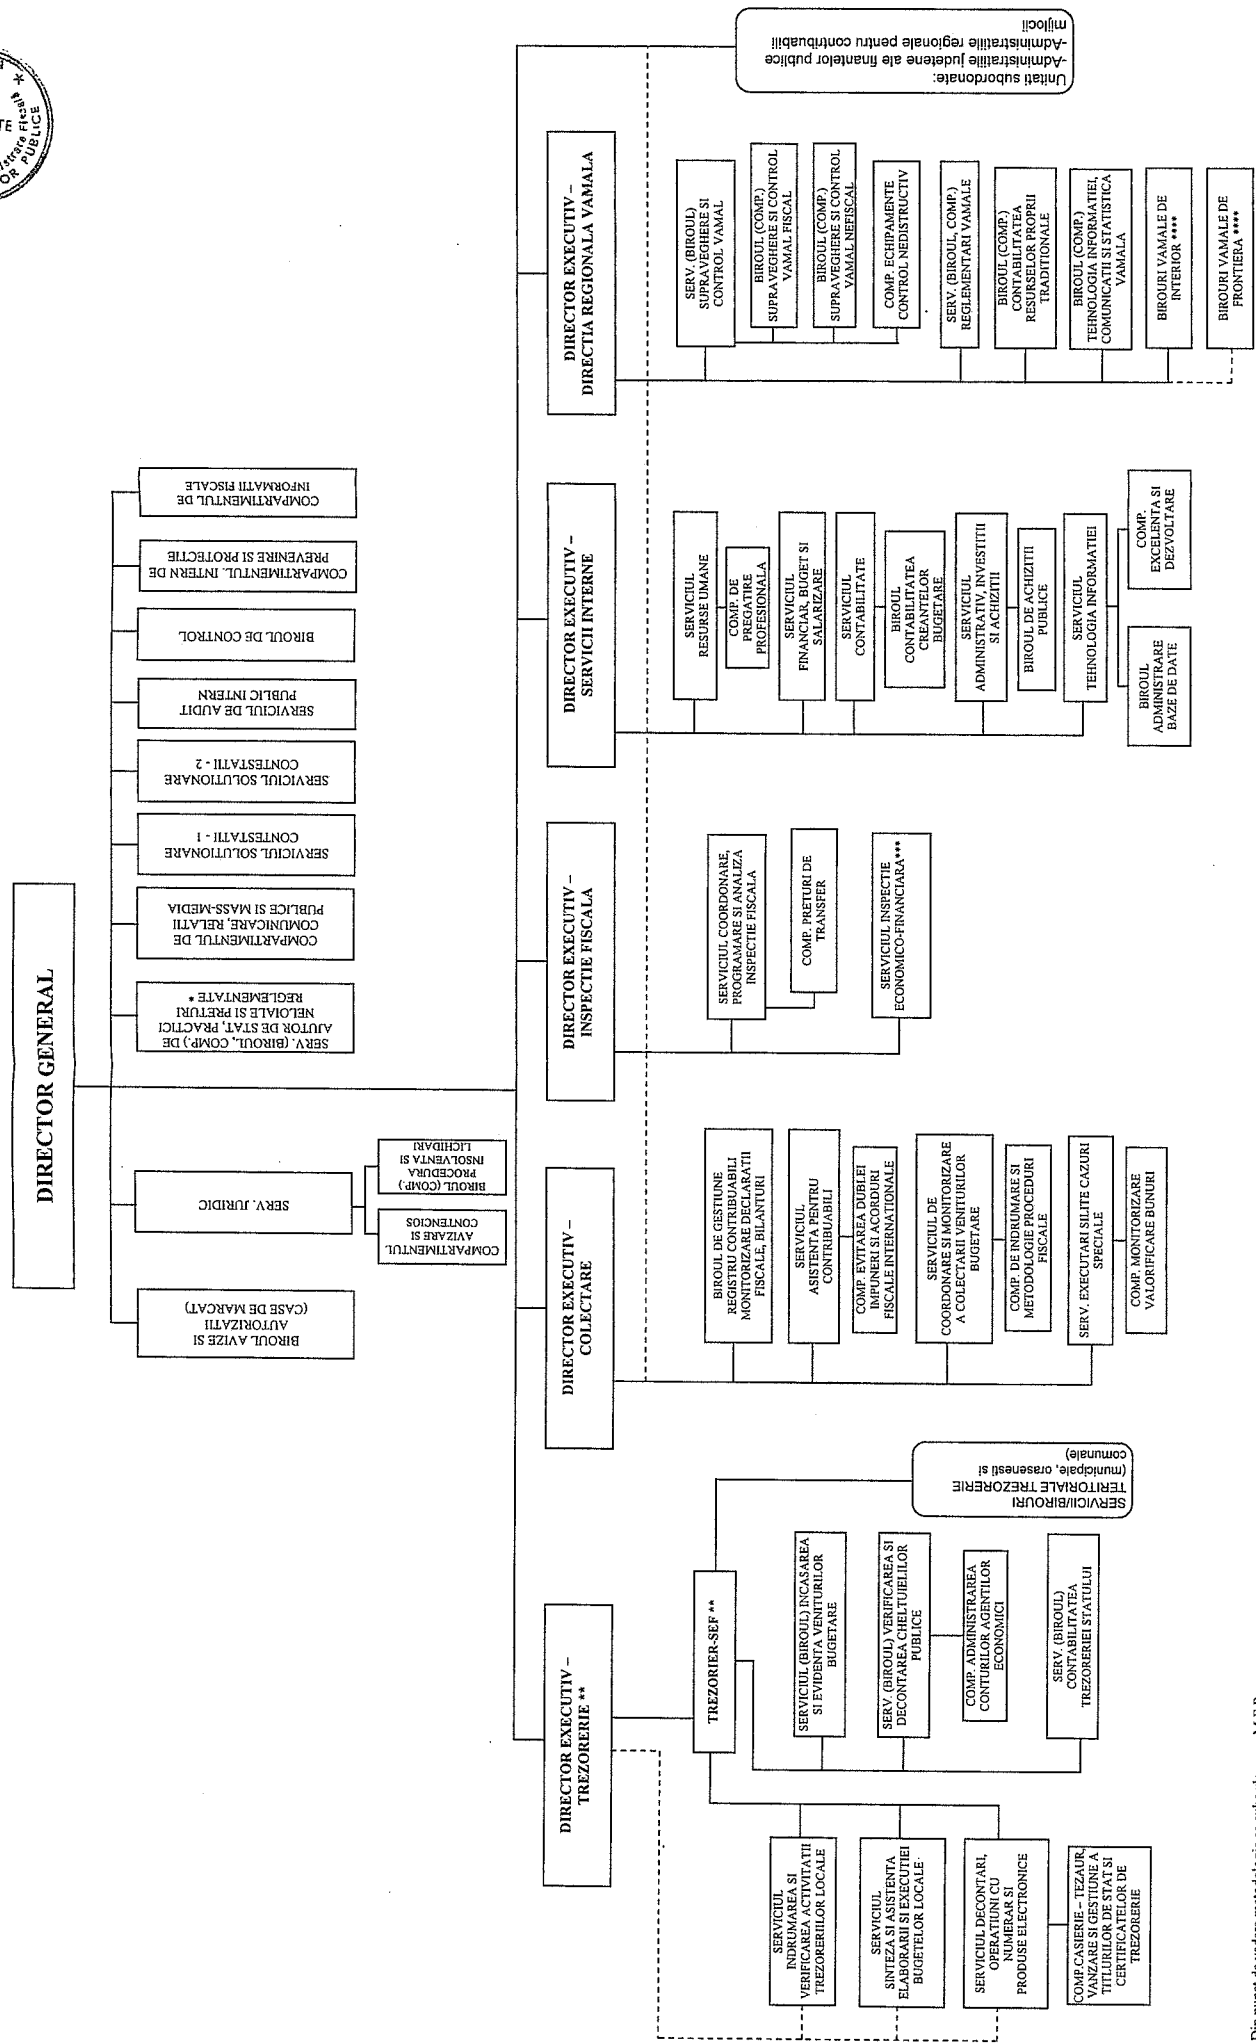 TE
strare Fiscala *
OR PUBLICE
DIRECTOR GENERAL
BIROUL AVIZE SI
AUTORIZATII
(CASE DE MARCAT)
SERV. JURIDIC
COMPARTIMENTUL
AVIZARE SI
CONTENCIOS
BIROUL (COMP.)
PROCEDURA
INSOLVENTA SI
LICHIDARI
SERV. (BIROUL, COMP.) DE
AJUTOR DE STAT, PRACTICI
NELOIALE SI PRETURI
REGLEMENTATE *
COMPARTIMENTUL DE
COMUNICARE, RELATII
PUBLICE SI MASS-MEDIA
SERVICIUL SOLUTIONARE
CONTESTATII - 1
SERVICIUL SOLUTIONARE
CONTESTATII - 2
SERVICIUL DE AUDIT
PUBLIC INTERN
BIROUL DE CONTROL
COMPARTIMENTUL INTERN DE
PREVENIRE SI PROTECTIE
COMPARTIMENTUL DE
INFORMATII FISCALE
DIRECTOR EXECUTIV –
TREZORERIE **
TREZORIER-SEF **
SERVICII/BIROURI
TERITORIALE TREZORERIE
(municipale, orasenesti si
comunale)
SERVICIUL
INDRUMAREA SI
VERIFICAREA ACTIVITATII
TREZORERIILOR LOCALE
SERVICIUL
SINTEZA SI ASISTENTA
ELABORARII SI EXECUTIEI
BUGETELOR LOCALE
SERVICIUL DECONTARI,
OPERATIUNI CU
NUMERAR SI
PRODUSE ELECTRONICE
COMP.CASIERIE – TEZAUR,
VANZARE SI GESTIUNE A
TITLURILOR DE STAT SI
CERTIFICATELOR DE
TREZORERIE
SERVICIUL (BIROUL) INCASAREA
SI EVIDENTA VENITURILOR
BUGETARE
SERV. (BIROUL) VERIFICAREA SI
DECONTAREA CHELTUIELILOR
PUBLICE
COMP. ADMINISTRAREA
CONTURILOR AGENTILOR
ECONOMICI
SERV. (BIROUL)
CONTABILITATEA
TREZORERIEI STATULUI
DIRECTOR EXECUTIV –
COLECTARE
BIROUL DE GESTIUNE
REGISTRU CONTRIBUABILI
MONITORIZARE DECLARATII
FISCALE, BILANTURI
SERVICIUL
ASISTENTA PENTRU
CONTRIBUABILI
COMP. EVITAREA DUBLEI
IMPUNERI SI ACORDURI
FISCALE INTERNATIONALE
SERVICIUL DE
COORDONARE SI MONITORIZARE
A COLECTARII VENITURILOR
BUGETARE
COMP. DE INDRUMARE SI
METODOLOGIE PROCEDURI
FISCALE
SERV. EXECUTARI SILITE CAZURI
SPECIALE
COMP. MONITORIZARE
VALORIFICARE BUNURI
DIRECTOR EXECUTIV –
INSPECTIE FISCALA
SERVICIUL COORDONARE,
PROGRAMARE SI ANALIZA
INSPECTIE FISCALA
COMP. PRETURI DE
TRANSFER
SERVICIUL INSPECTIE
ECONOMICO-FINANCIARA***
DIRECTOR EXECUTIV –
SERVICII INTERNE
SERVICIUL
RESURSE UMANE
COMP. DE
PREGATIRE
PROFESIONALA
SERVICIUL
FINANCIAR, BUGET SI
SALARIZARE
SERVICIUL
CONTABILITATE
BIROUL
CONTABILITATEA
CREANTELOR
BUGETARE
SERVICIUL
ADMINISTRATIV, INVESTITII
SI ACHIZITII
BIROUL DE ACHIZITII
PUBLICE
SERVICIUL
TEHNOLOGIA INFORMATIEI
BIROUL
ADMINISTRARE
BAZE DE DATE
COMP.
EXCELENTA SI
DEZVOLTARE
DIRECTOR EXECUTIV –
DIRECTIA REGIONALA VAMALA
SERV. (BIROUL)
SUPRAVEGHERE SI
CONTROL VAMAL
BIROUL (COMP.)
SUPRAVEGHERE SI CONTROL
VAMAL FISCAL
BIROUL (COMP.)
SUPRAVEGHERE SI CONTROL
VAMAL NEFISCAL
COMP. ECHIPAMENTE
CONTROL NEDISTRUCTIV
SERV. (BIROUL, COMP.)
REGLEMENTARI VAMALE
BIROUL (COMP.)
CONTABILITATEA
RESURSELOR PROPRII
TRADITIONALE
BIROUL (COMP.)
TEHNOLOGIA INFORMATIEI,
COMUNICATII SI STATISTICA
VAMALA
BIROURI VAMALE DE
INTERIOR ****
BIROURI VAMALE DE
FRONTIERA ****
Unitati subordonate:
-Administratiile judetene ale finantelor publice
-Administratiile regionale pentru contribuabili
mijlocii